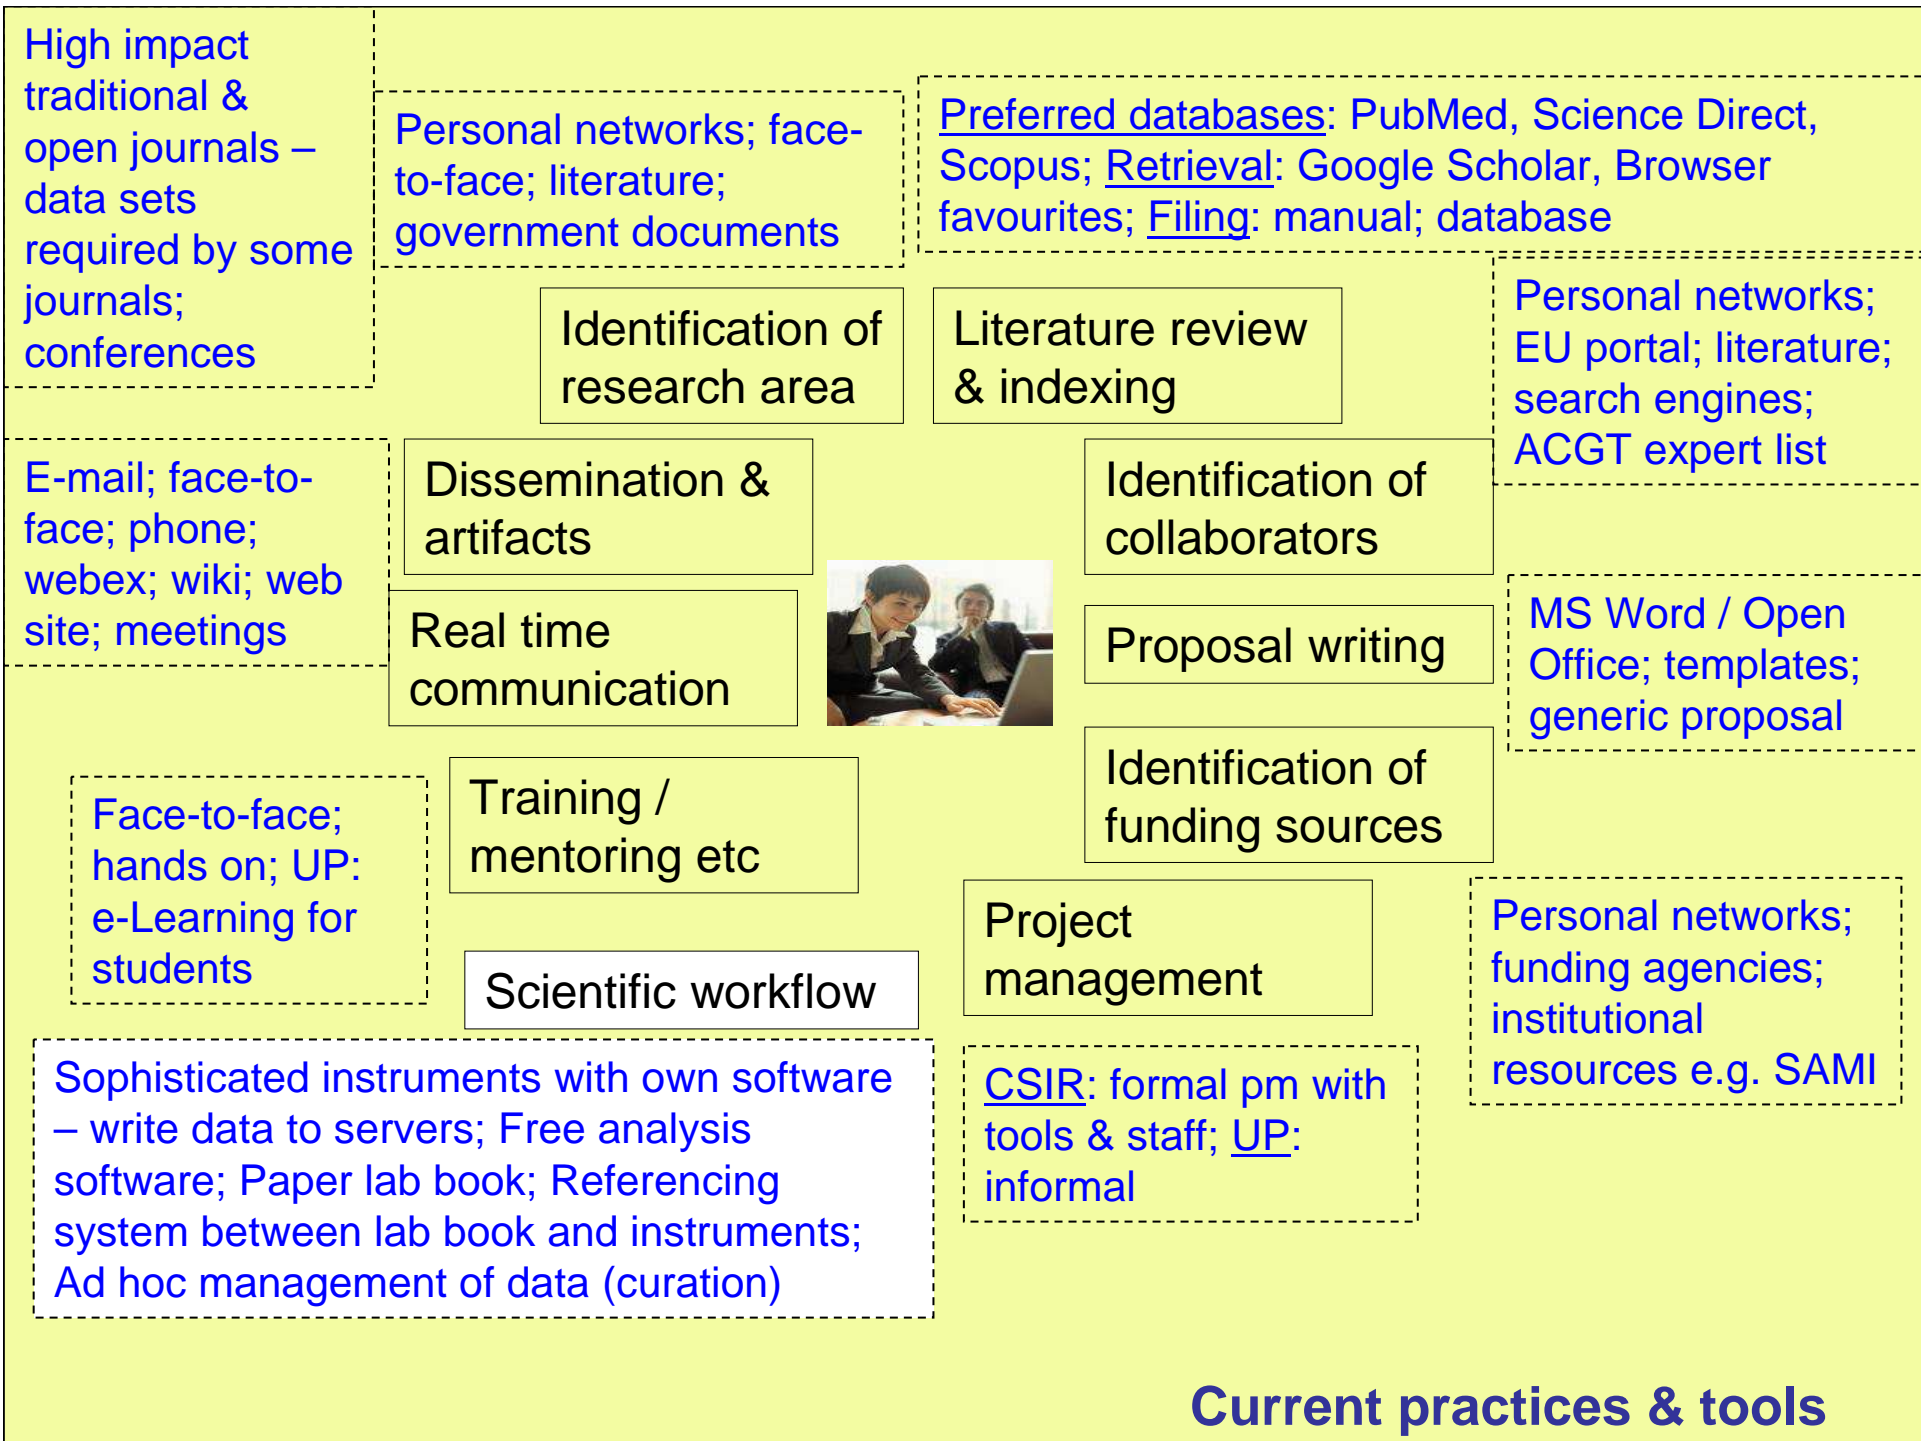 High impact
traditional &
open journals –
data sets
required by some
journals;
conferences
Personal networks; face-
to-face; literature;
government documents
Preferred databases: PubMed, Science Direct,
Scopus; Retrieval: Google Scholar, Browser
favourites; Filing: manual; database
Identification of
research area
Literature review
& indexing
Personal networks;
EU portal; literature;
search engines;
ACGT expert list
E-mail; face-to-
face; phone;
webex; wiki; web
site; meetings
Dissemination &
artifacts
Identification of
collaborators
Real time
communication
Proposal writing
MS Word / Open
Office; templates;
generic proposal
Face-to-face;
hands on; UP:
e-Learning for
students
Training /
mentoring etc
Identification of
funding sources
Scientific workflow
Project
management
Personal networks;
funding agencies;
institutional
resources e.g. SAMI
Sophisticated instruments with own software
– write data to servers; Free analysis
software; Paper lab book; Referencing
system between lab book and instruments;
Ad hoc management of data (curation)
CSIR: formal pm with
tools & staff; UP:
informal
Current practices & tools